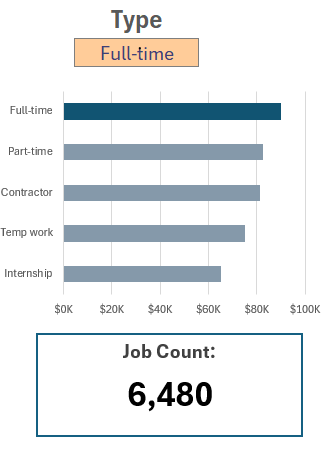 Type
Full-time
Full-time
Part-time
Contractor
Temp work
Internship
$0K $20K $40K $60K $80K $100K
Job Count:
6,480